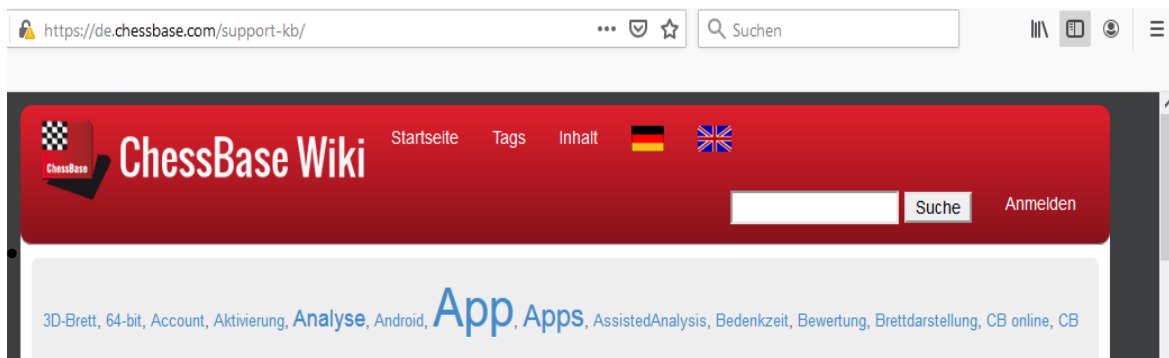 https://de.chessbase.com/support-kb/
Suchen
ChessBase
ChessBase Wiki
Startseite Tags Inhalt
Suche Anmelden
3D-Brett, 64-bit, Account, Aktivierung, Analyse, Android, App, Apps, AssistedAnalysis, Bedenkzeit, Bewertung, Brettdarstellung, CB online, CB